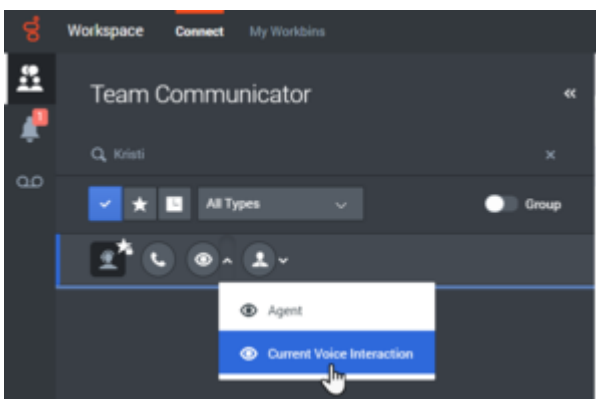 Workspace Connect My Workbins
Team Communicator
1
Kristi
All Types Group
Agent
Current Voice Interaction